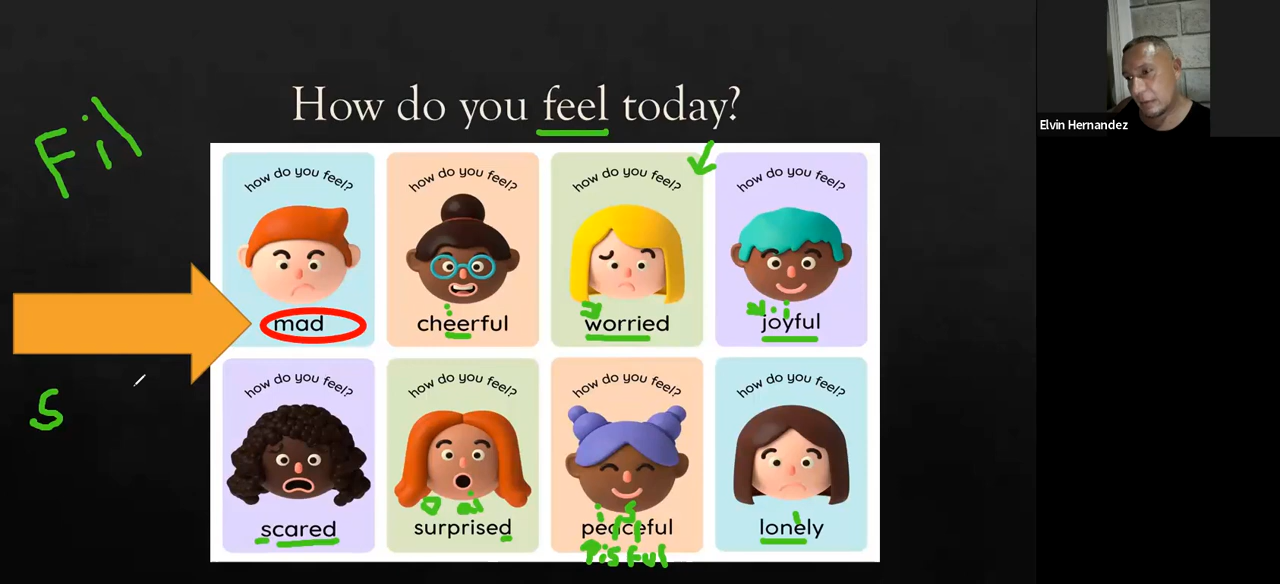 How do you feel today?
Elvin Hernandez
Fil
how do you feel? how do you feel? how do you feel? how do you feel?
mad cheerful worried joyful
how do you feel? how do you feel? how do you feel? how do you feel?
S
scared surprised peaceful lonely
Pisful